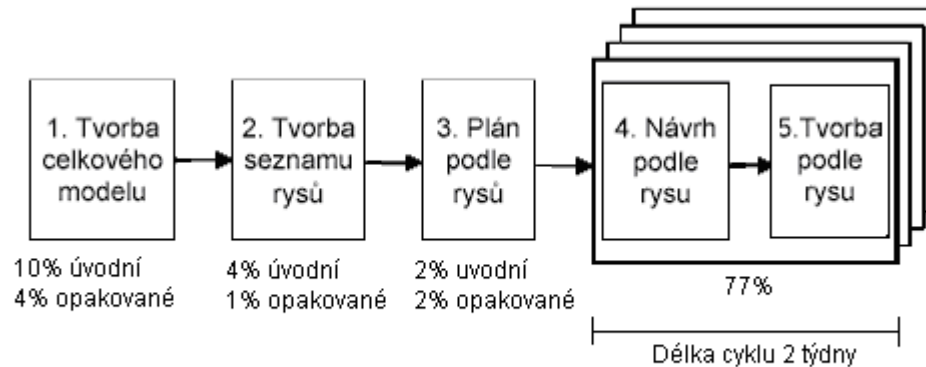 1. Tvorba
celkového
modelu
2. Tvorba
seznamu
rysů
3. Plán
podle
rysů
4. Návrh
podle
rysu
5.Tvorba
podle
rysu
10% úvodní
4% opakované
4% úvodní
1% opakované
2% uvodní
2% opakované
77%
Délka cyklu 2 týdny